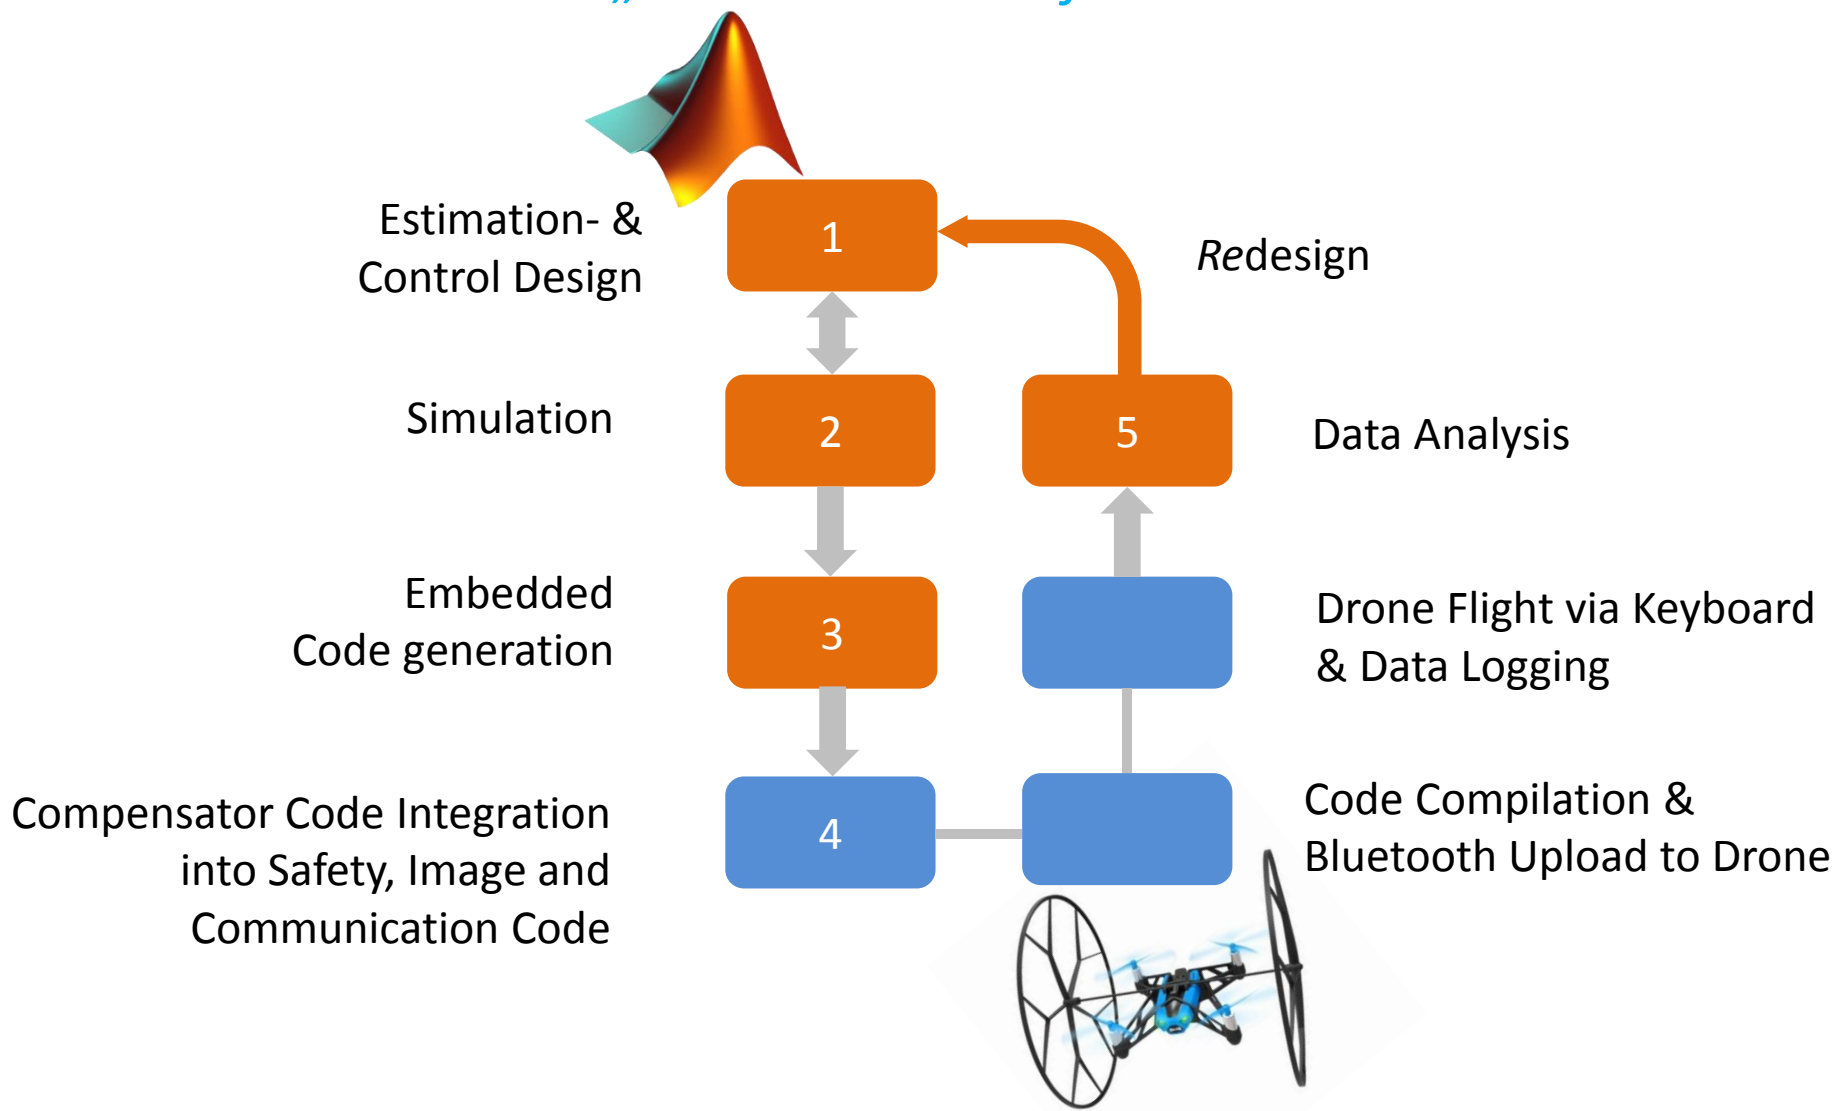 Estimation- &
Control Design
1
Redesign
Simulation
2
5
Data Analysis
Embedded
Code generation
3
Drone Flight via Keyboard
& Data Logging
Compensator Code Integration
into Safety, Image and
Communication Code
4
Code Compilation &
Bluetooth Upload to Drone